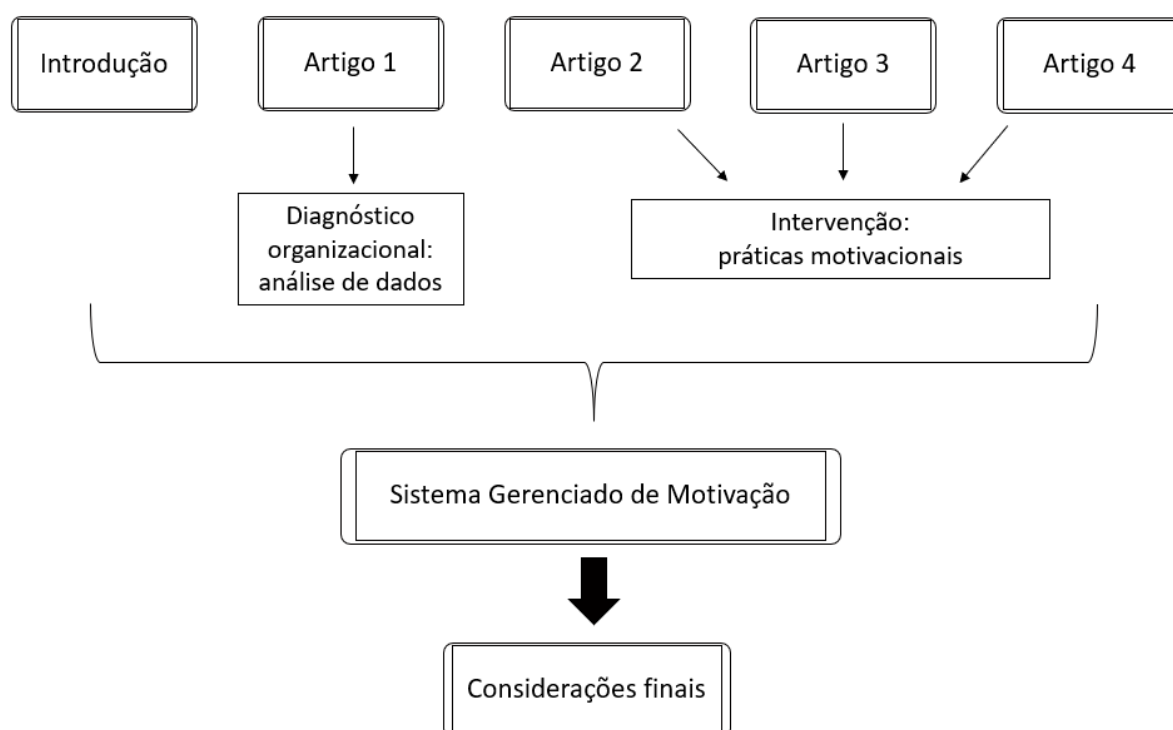 Introdução
Artigo 1
Artigo 2
Artigo 3
Artigo 4
Diagnóstico
organizacional:
análise de dados
Intervenção:
práticas motivacionais
Sistema Gerenciado de Motivação
Considerações finais